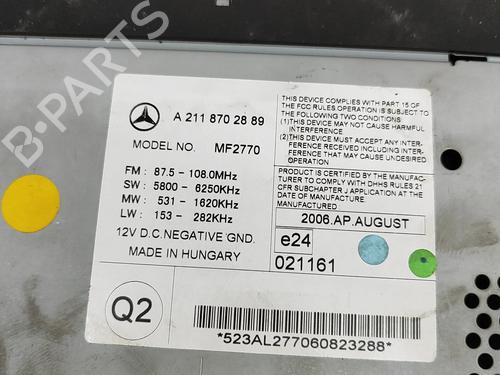 B-PARTS
A 211 870 28 89
MODEL NO. MF2770
FM : 87.5 - 108.0MHz
SW : 5800 - 6250KHz
MW : 531 - 1620KHz
LW : 153 - 282KHz
12V D.C. NEGATIVE GND.
MADE IN HUNGARY
THIS DEVICE COMPLIES WITH PART 15 OF
THE FCC RULES OPERATION IS SUBJECT TO
THE FOLLOWING TWO CONDITIONS
(1)THIS DEVICE MAY NOT CAUSE HARMFUL
INTERFERENCE
(2)THIS DEVICE MUST ACCEPT ANY INTER-
FERENCE RECEIVED INCLUDING INTER-
FERENCE THAT MAY CAUSE UNDESIRED
OPERATION
PRODUCT IS CERTIFIED BY THE MANUFAC-
TURER TO COMPLY WITH DHHS RULES 21
CFR SUBCHAPTER J APPLICABLE AT THE
DATE OF MANUFACTURE
MANUFACTURED
2006.AP.AUGUST
e24
021161
Q2
*523AL277060823288*